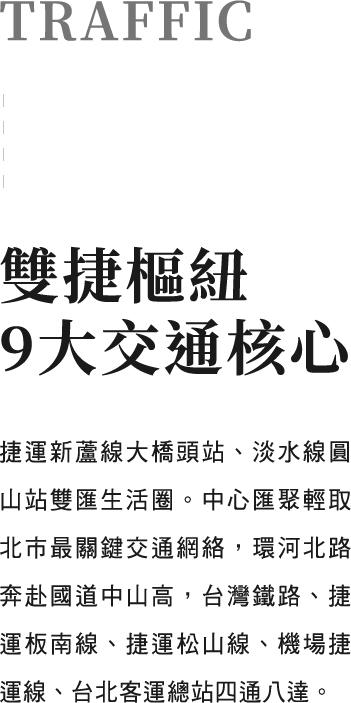 TRAFFIC
雙捷樞紐
9大交通核心
捷運新蘆線大橋頭站、淡水線圓
山站雙匯生活圈。中心匯聚輕取
北市最關鍵交通網絡，環河北路
奔赴國道中山高，台灣鐵路、捷
運板南線、捷運松山線、機場捷
運線、台北客運總站四通八達。